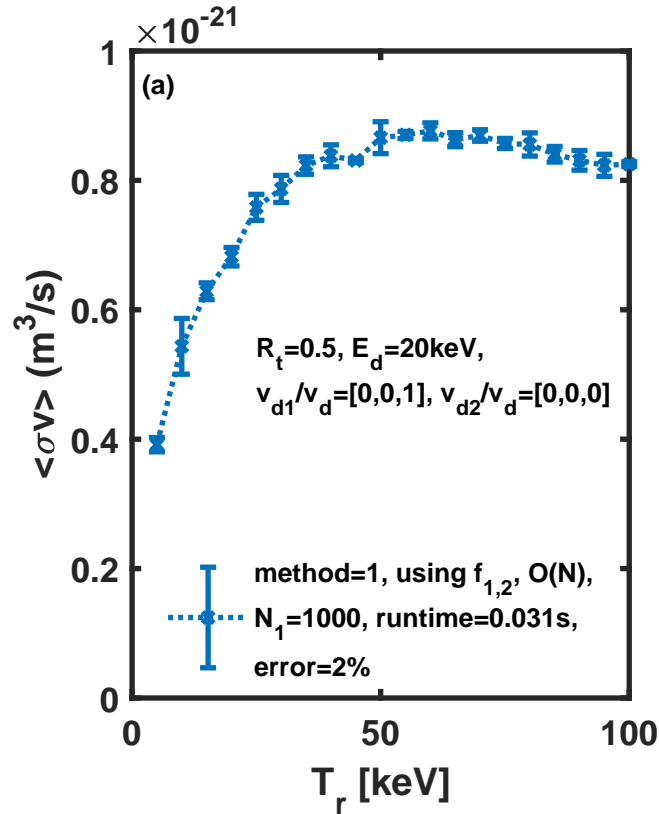 ×10^-21
(a)
1
0.8
0.6
0.4
0.2
0
<σv> (m^3/s)
R_t=0.5, E_d=20keV,
v_d1/v_d=[0,0,1], v_d2/v_d=[0,0,0]
method=1, using f_1,2, O(N),
N_1=1000, runtime=0.031s,
error=2%
0 50 100
T_r [keV]